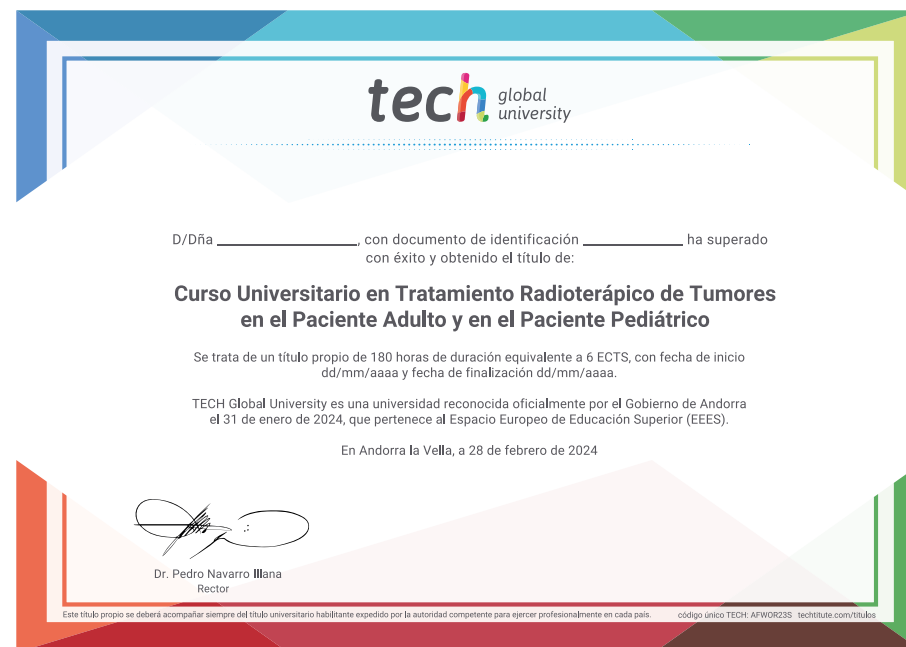 tech global
university
D/Dña ____________________, con documento de identificación ______________ ha superado
con éxito y obtenido el título de:
Curso Universitario en Tratamiento Radioterápico de Tumores
en el Paciente Adulto y en el Paciente Pediátrico
Se trata de un título propio de 180 horas de duración equivalente a 6 ECTS, con fecha de inicio
dd/mm/aaaa y fecha de finalización dd/mm/aaaa.
TECH Global University es una universidad reconocida oficialmente por el Gobierno de Andorra
el 31 de enero de 2024, que pertenece al Espacio Europeo de Educación Superior (EEES).
En Andorra la Vella, a 28 de febrero de 2024
Dr. Pedro Navarro Illana
Rector
Este título propio se deberá acompañar siempre del título universitario habilitante expedido por la autoridad competente para ejercer profesionalmente en cada país. código único TECH: AFWOR23S techtitute.com/titulos